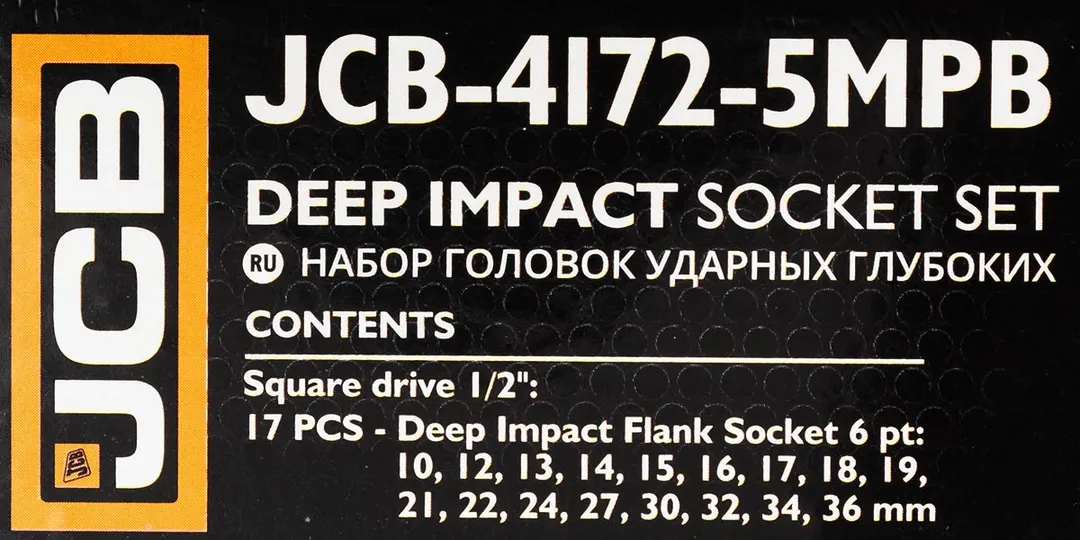 JCB
JCB
JCB-4172-5MPB
DEEP IMPACT SOCKET SET
RU НАБОР ГОЛОВОК УДАРНЫХ ГЛУБОКИХ
CONTENTS
Square drive 1/2":
17 PCS - Deep Impact Flank Socket 6 pt:
10, 12, 13, 14, 15, 16, 17, 18, 19,
21, 22, 24, 27, 30, 32, 34, 36 mm